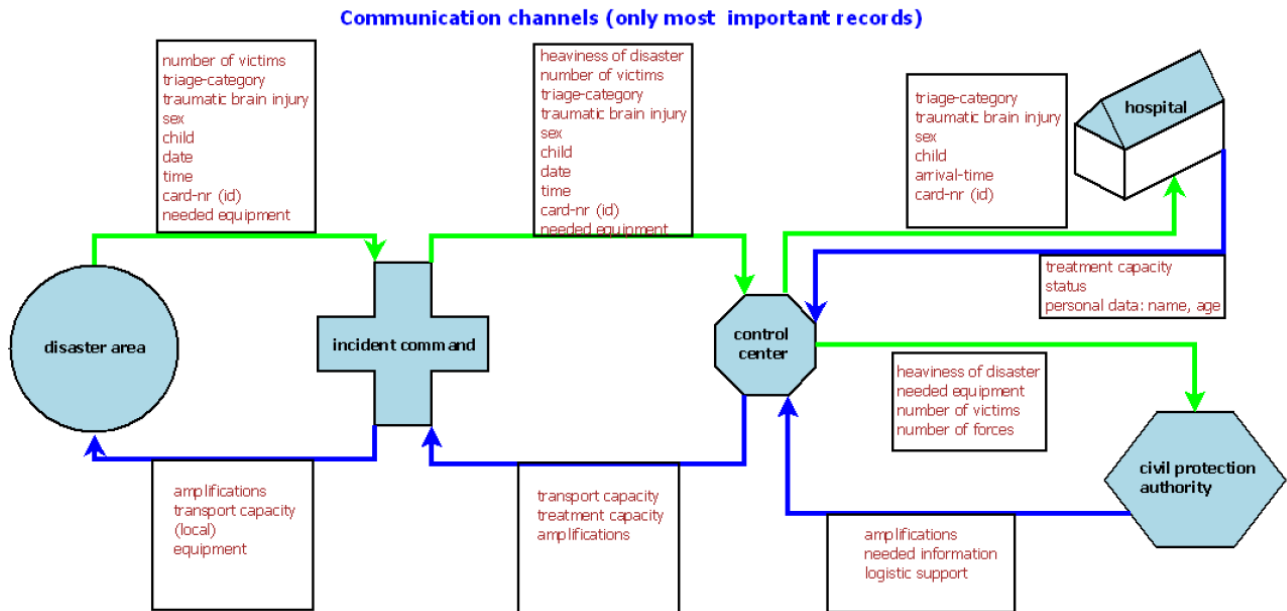 Communication channels (only most important records)
number of victims
triage-category
traumatic brain injury
sex
child
date
time
card-nr (id)
needed equipment
heaviness of disaster
number of victims
triage-category
traumatic brain injury
sex
child
date
time
card-nr (id)
needed equipment
triage-category
traumatic brain injury
sex
child
arrival-time
card-nr (id)
hospital
treatment capacity
status
personal data: name, age
disaster area
incident command
control
center
heaviness of disaster
needed equipment
number of victims
number of forces
civil protection
authority
amplifications
transport capacity
(local)
equipment
transport capacity
treatment capacity
amplifications
amplifications
needed information
logistic support